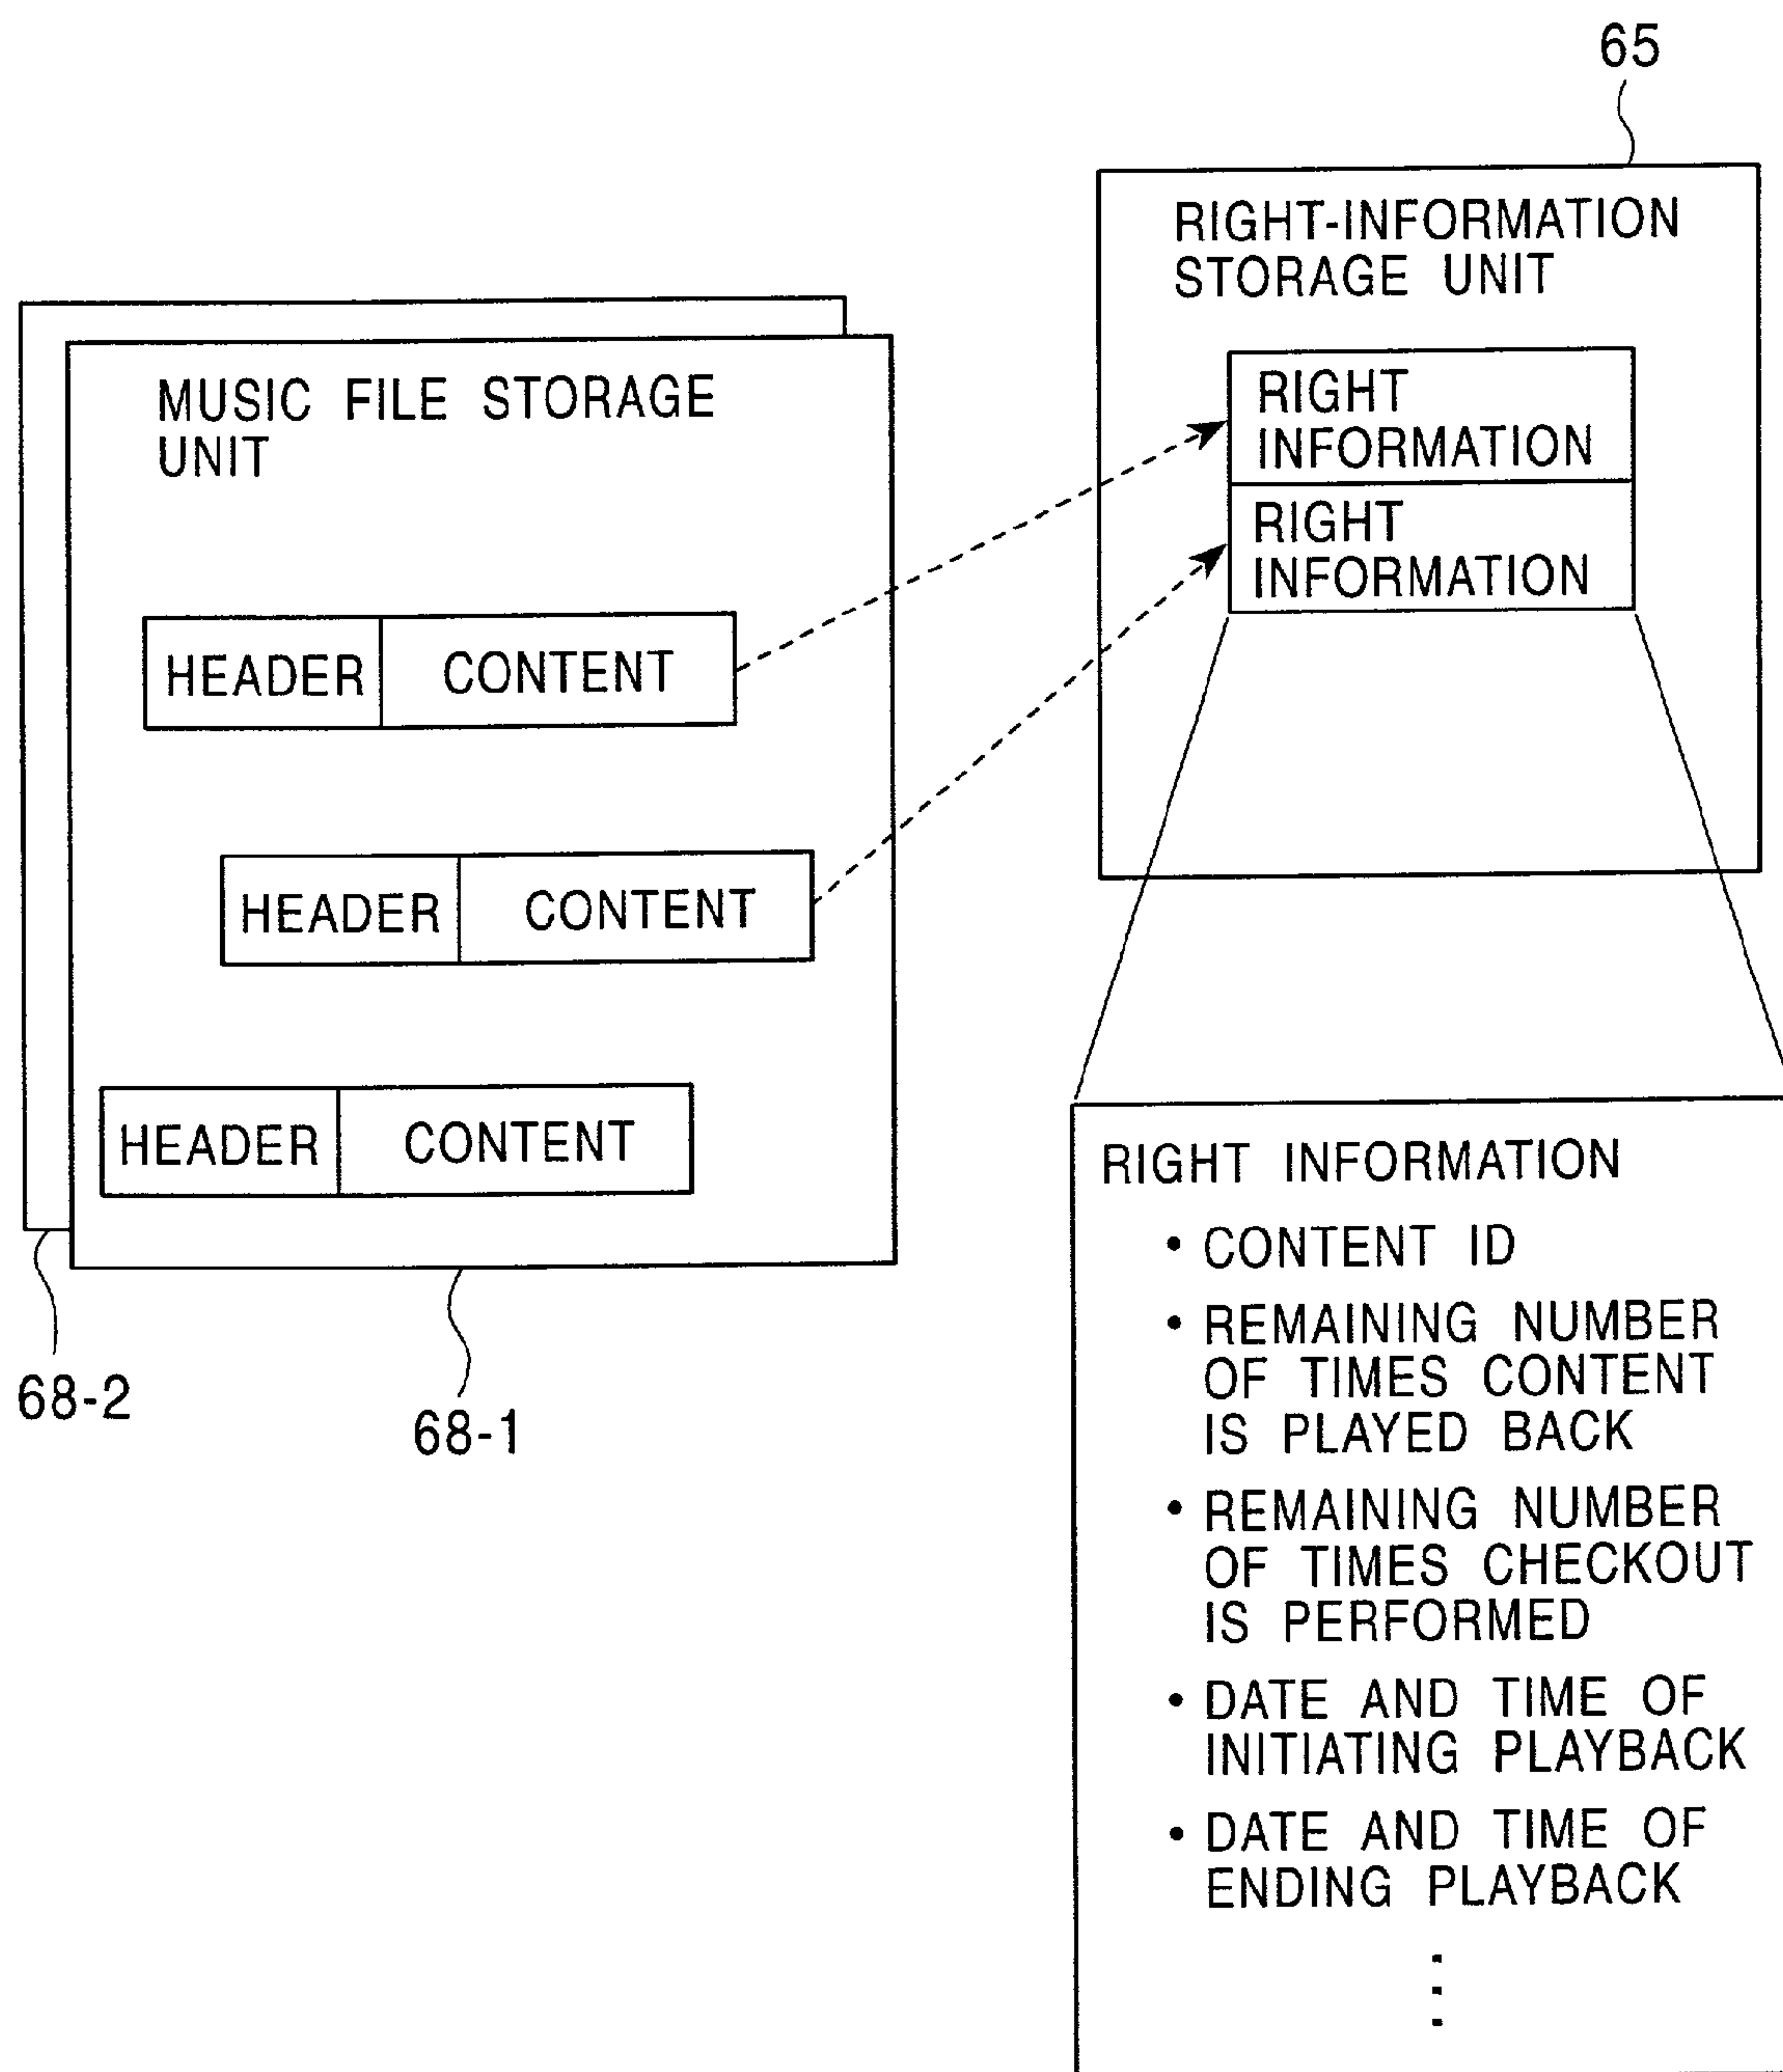 65
RIGHT-INFORMATION
STORAGE UNIT
RIGHT
INFORMATION
RIGHT
INFORMATION
MUSIC FILE STORAGE
UNIT
HEADER CONTENT
HEADER CONTENT
HEADER CONTENT
68-2
68-1
RIGHT INFORMATION
• CONTENT ID
• REMAINING NUMBER
OF TIMES CONTENT
IS PLAYED BACK
• REMAINING NUMBER
OF TIMES CHECKOUT
IS PERFORMED
• DATE AND TIME OF
INITIATING PLAYBACK
• DATE AND TIME OF
ENDING PLAYBACK